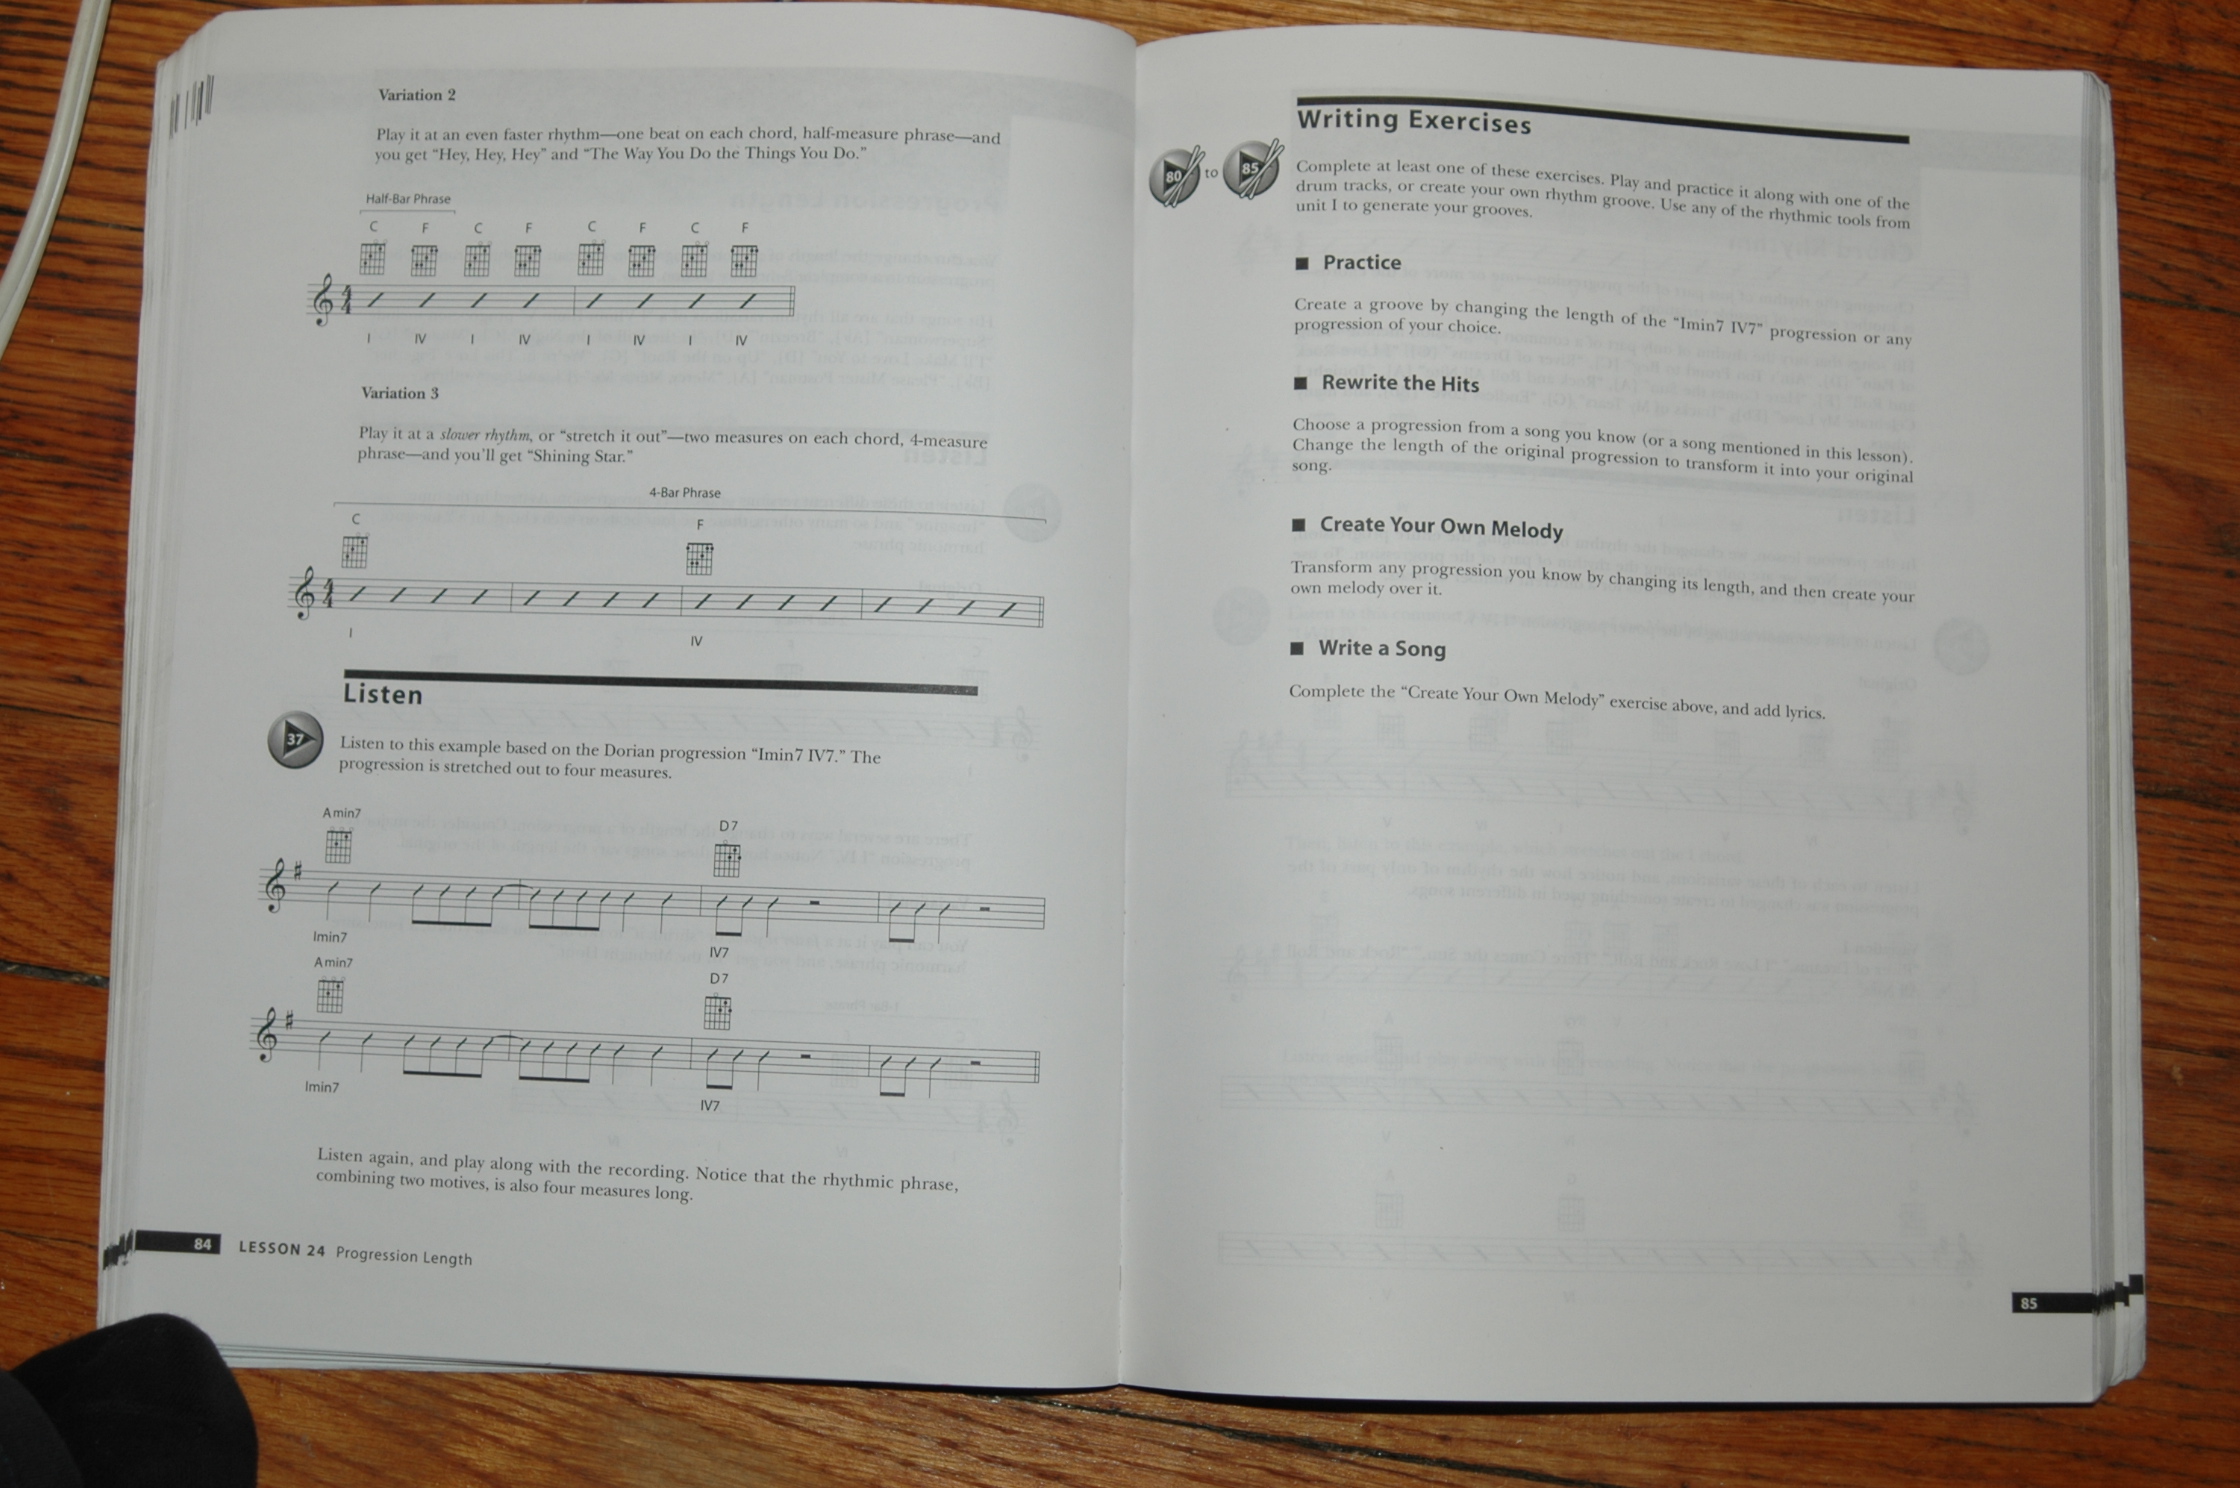 Variation 2
Play it at an even faster rhythm—one beat on each chord, half-measure phrase—and
you get “Hey, Hey, Hey” and “The Way You Do the Things You Do.”
Half-Bar Phrase
C F C F C F C F
4
4
I IV I IV I IV I IV
Variation 3
Play it at a slower rhythm, or “stretch it out”—two measures on each chord, 4-measure
phrase—and you’ll get “Shining Star.”
4-Bar Phrase
C F
4
4
I IV
Listen
37
Listen to this example based on the Dorian progression “Imin7 IV7.” The
progression is stretched out to four measures.
Amin7 D7
Imin7 IV7
Amin7 D7
Imin7 IV7
Listen again, and play along with the recording. Notice that the rhythmic phrase,
combining two motives, is also four measures long.
84 LESSON 24 Progression Length
Writing Exercises
80 to 85
Complete at least one of these exercises. Play and practice it along with one of the
drum tracks, or create your own rhythm groove. Use any of the rhythmic tools from
unit I to generate your grooves.
■ Practice
Create a groove by changing the length of the “Imin7 IV7” progression or any
progression of your choice.
■ Rewrite the Hits
Choose a progression from a song you know (or a song mentioned in this lesson).
Change the length of the original progression to transform it into your original
song.
■ Create Your Own Melody
Transform any progression you know by changing its length, and then create your
own melody over it.
■ Write a Song
Complete the “Create Your Own Melody” exercise above, and add lyrics.
85